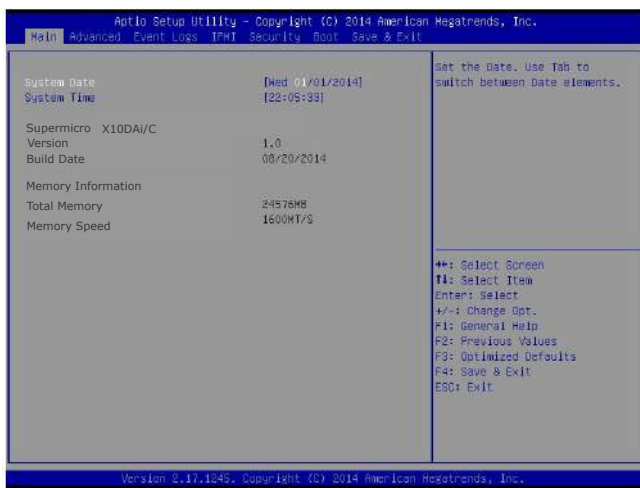 Aptio Setup Utility - Copyright (C) 2014 American Megatrends, Inc.
Main Advanced Event Logs IPMI Security Boot Save & Exit
System Date [Wed 01/01/2014]
System Time [22:05:33]
Supermicro X10DAi/C
Version 1.0
Build Date 08/20/2014
Memory Information
Total Memory 24576MB
Memory Speed 1600MT/S
Set the Date. Use Tab to
switch between Date elements.
→←: Select Screen
↑↓: Select Item
Enter: Select
+/-: Change Opt.
F1: General Help
F2: Previous Values
F3: Optimized Defaults
F4: Save & Exit
ESC: Exit
Version 2.17.1245. Copyright (C) 2014 American Megatrends, Inc.